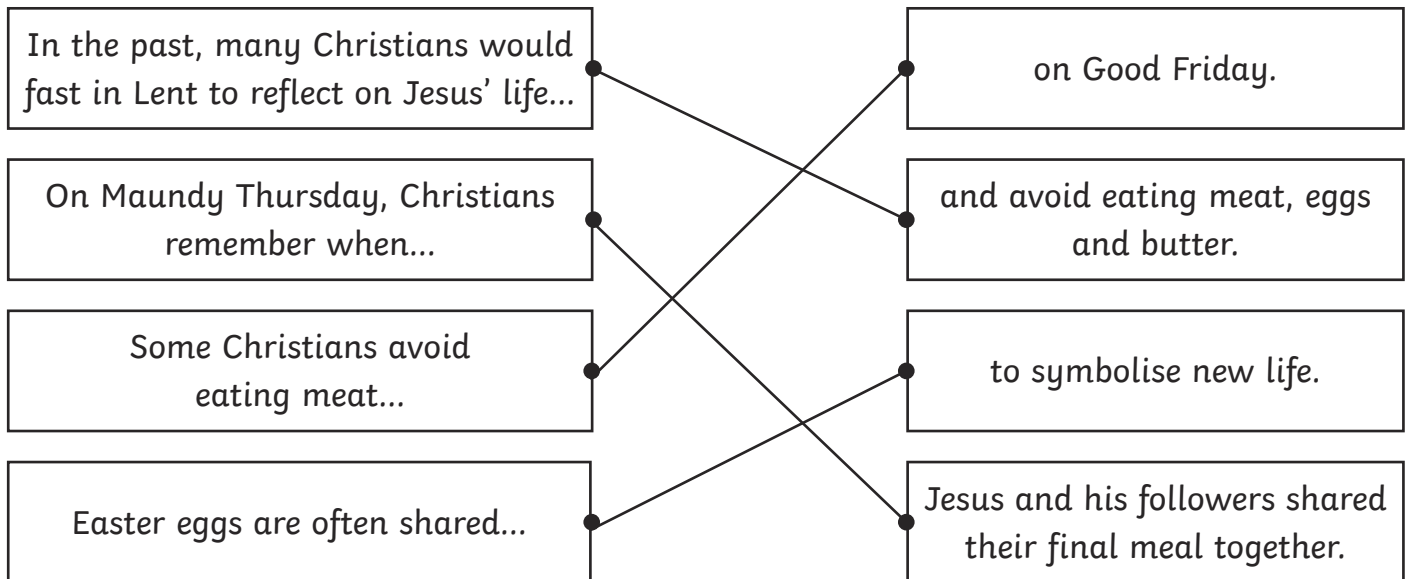 In the past, many Christians would
fast in Lent to reflect on Jesus' life...
on Good Friday.
On Maundy Thursday, Christians
remember when...
and avoid eating meat, eggs
and butter.
Some Christians avoid
eating meat...
to symbolise new life.
Easter eggs are often shared...
Jesus and his followers shared
their final meal together.